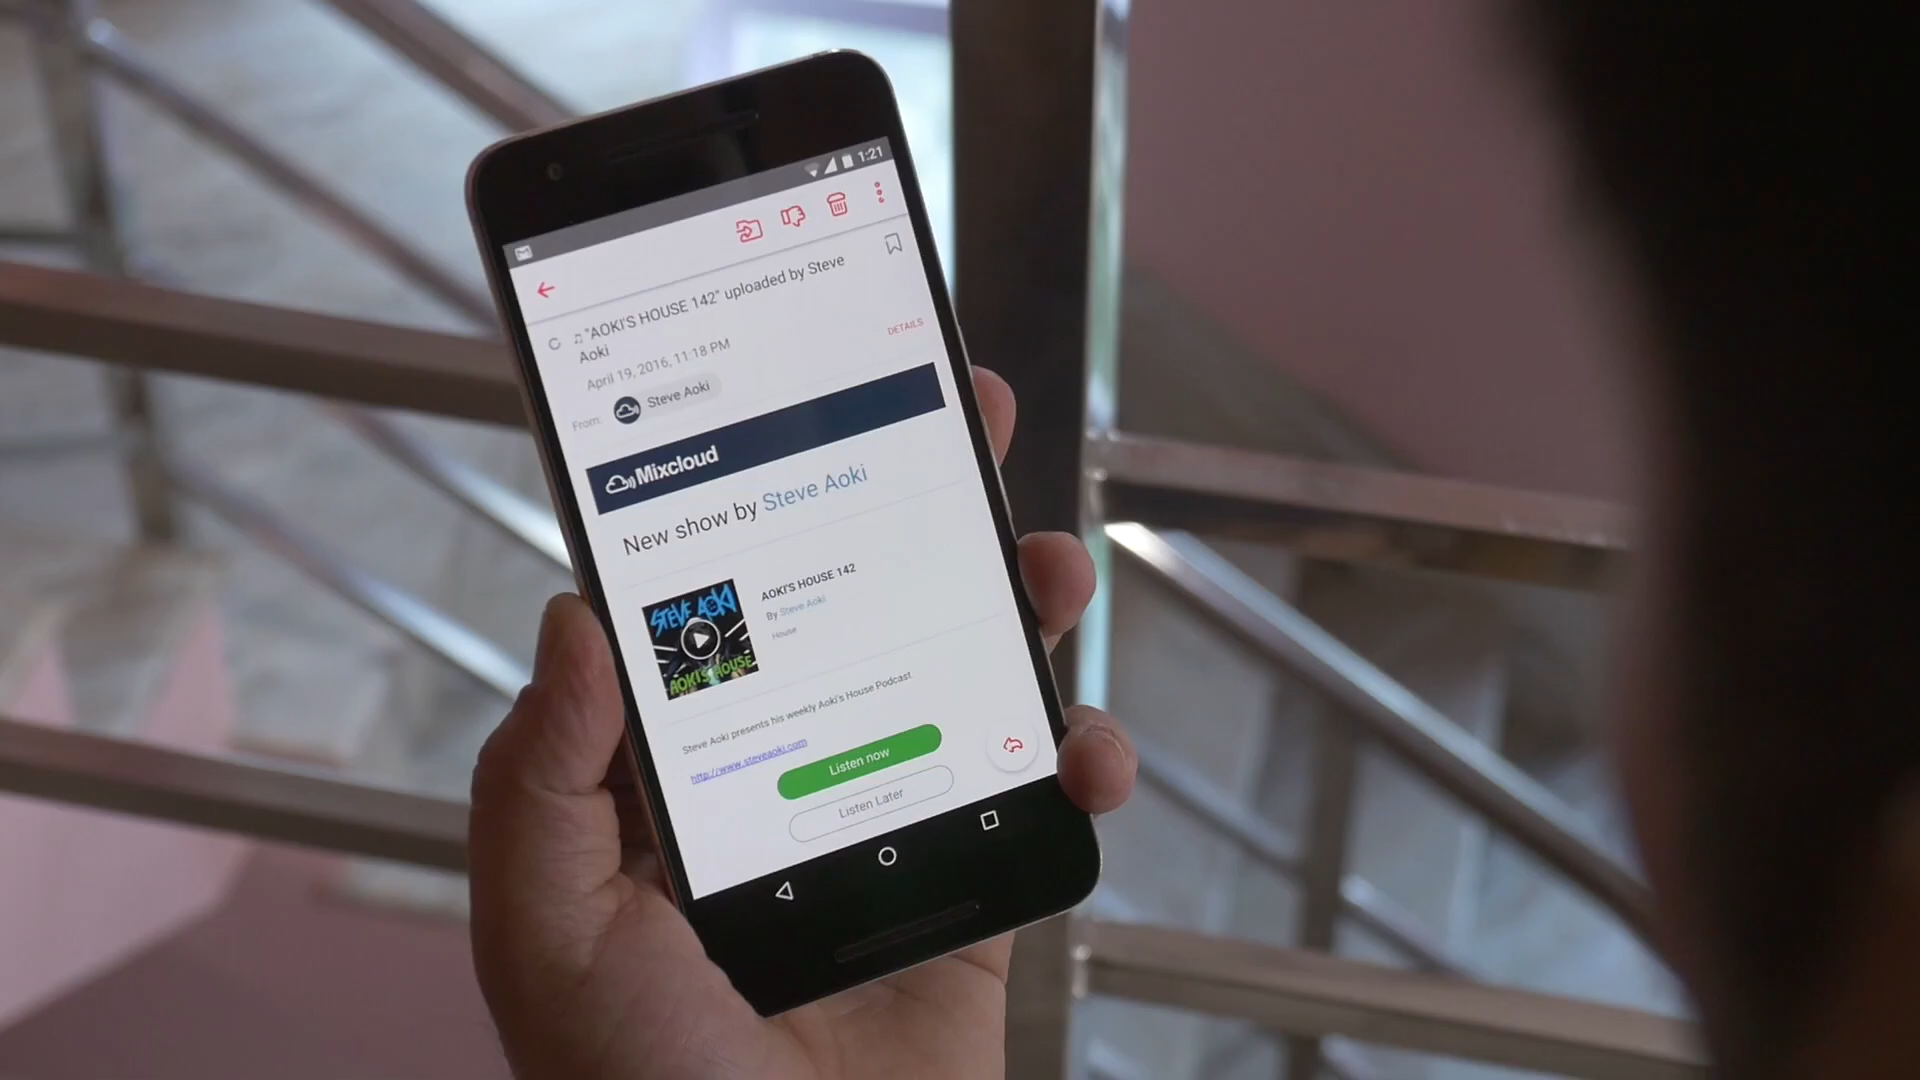 1:21
♫ "AOKI'S HOUSE 142" uploaded by Steve
Aoki
April 19, 2016, 11:18 PM
DETAILS
From: Steve Aoki
Mixcloud
New show by Steve Aoki
STEVE AOKI
AOKI'S HOUSE
AOKI'S HOUSE 142
By Steve Aoki
House
Steve Aoki presents his weekly Aoki's House Podcast.
http://www.steveaoki.com
Listen now
Listen Later